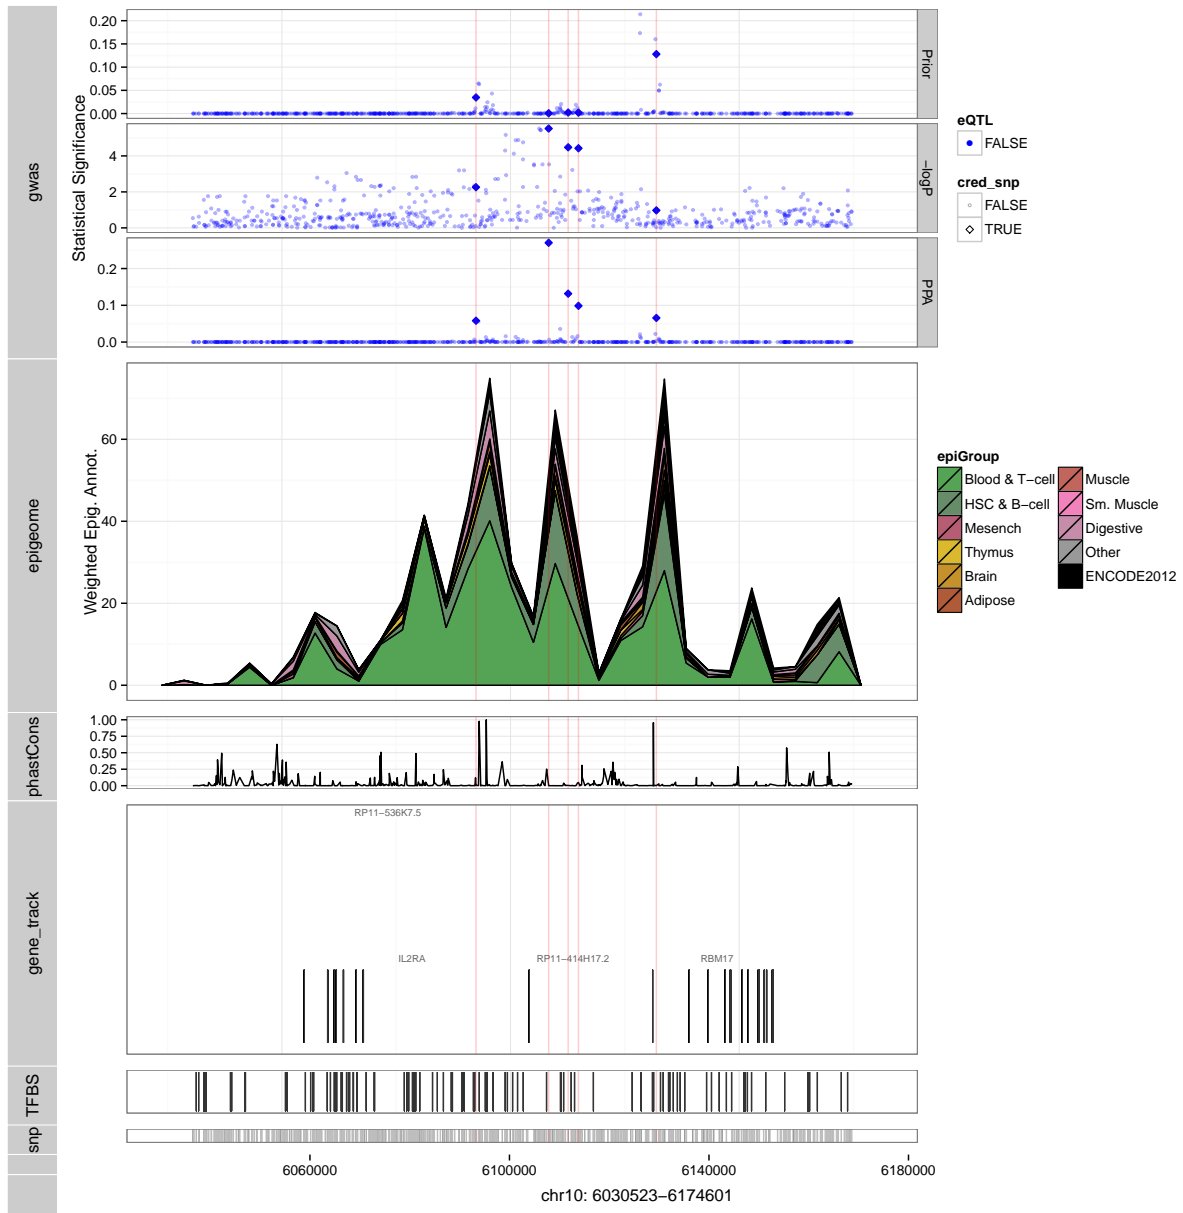 gwas
Statistical Significance
0.20
0.15
0.10
0.05
0.00
Prior
4
2
0
−logP
0.2
0.1
0.0
PPA
eQTL
FALSE
cred_snp
FALSE
TRUE
epigeome
Weighted Epig. Annot.
60
40
20
0
epiGroup
Blood & T−cell
HSC & B−cell
Mesench
Thymus
Brain
Adipose
Muscle
Sm. Muscle
Digestive
Other
ENCODE2012
phastCons
1.00
0.75
0.50
0.25
0.00
gene_track
RP11−536K7.5
IL2RA
RP11−414H17.2
RBM17
TFBS
snp
6060000
6100000
6140000
6180000
chr10: 6030523−6174601